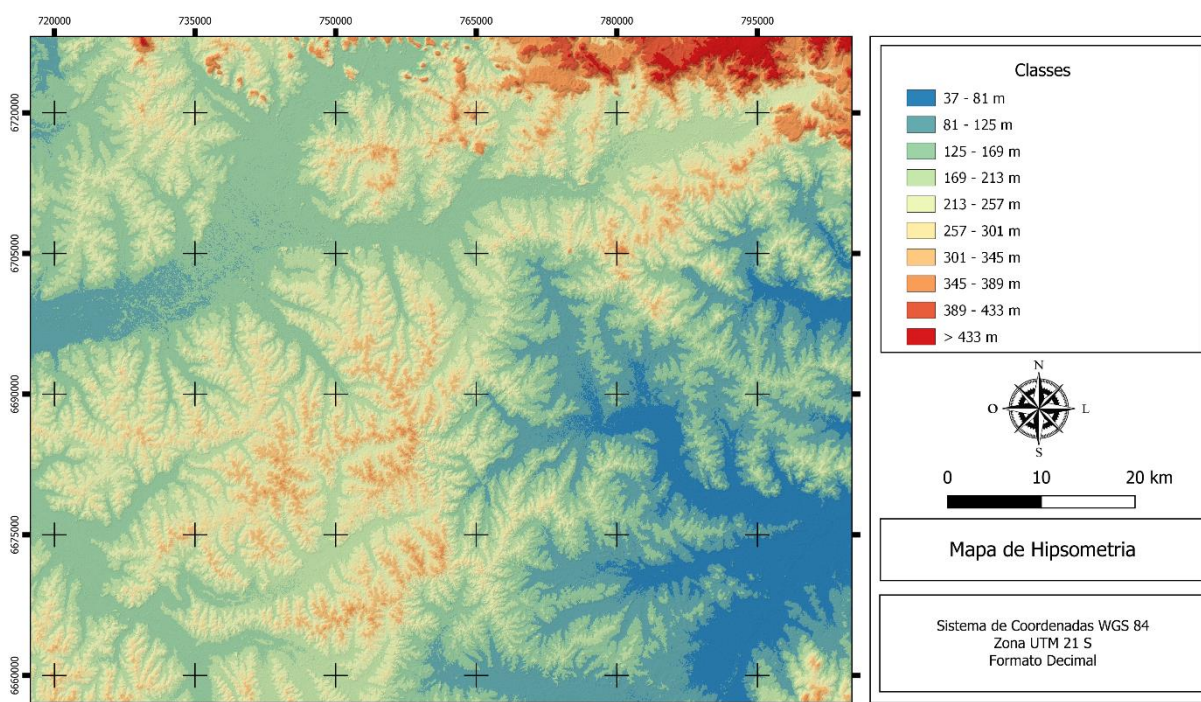 720000 735000 750000 765000 780000 795000
6720000
6705000
6690000
6675000
6660000
Classes
37 - 81 m
81 - 125 m
125 - 169 m
169 - 213 m
213 - 257 m
257 - 301 m
301 - 345 m
345 - 389 m
389 - 433 m
> 433 m
N
O L
S
0 10 20 km
Mapa de Hipsometria
Sistema de Coordenadas WGS 84
Zona UTM 21 S
Formato Decimal